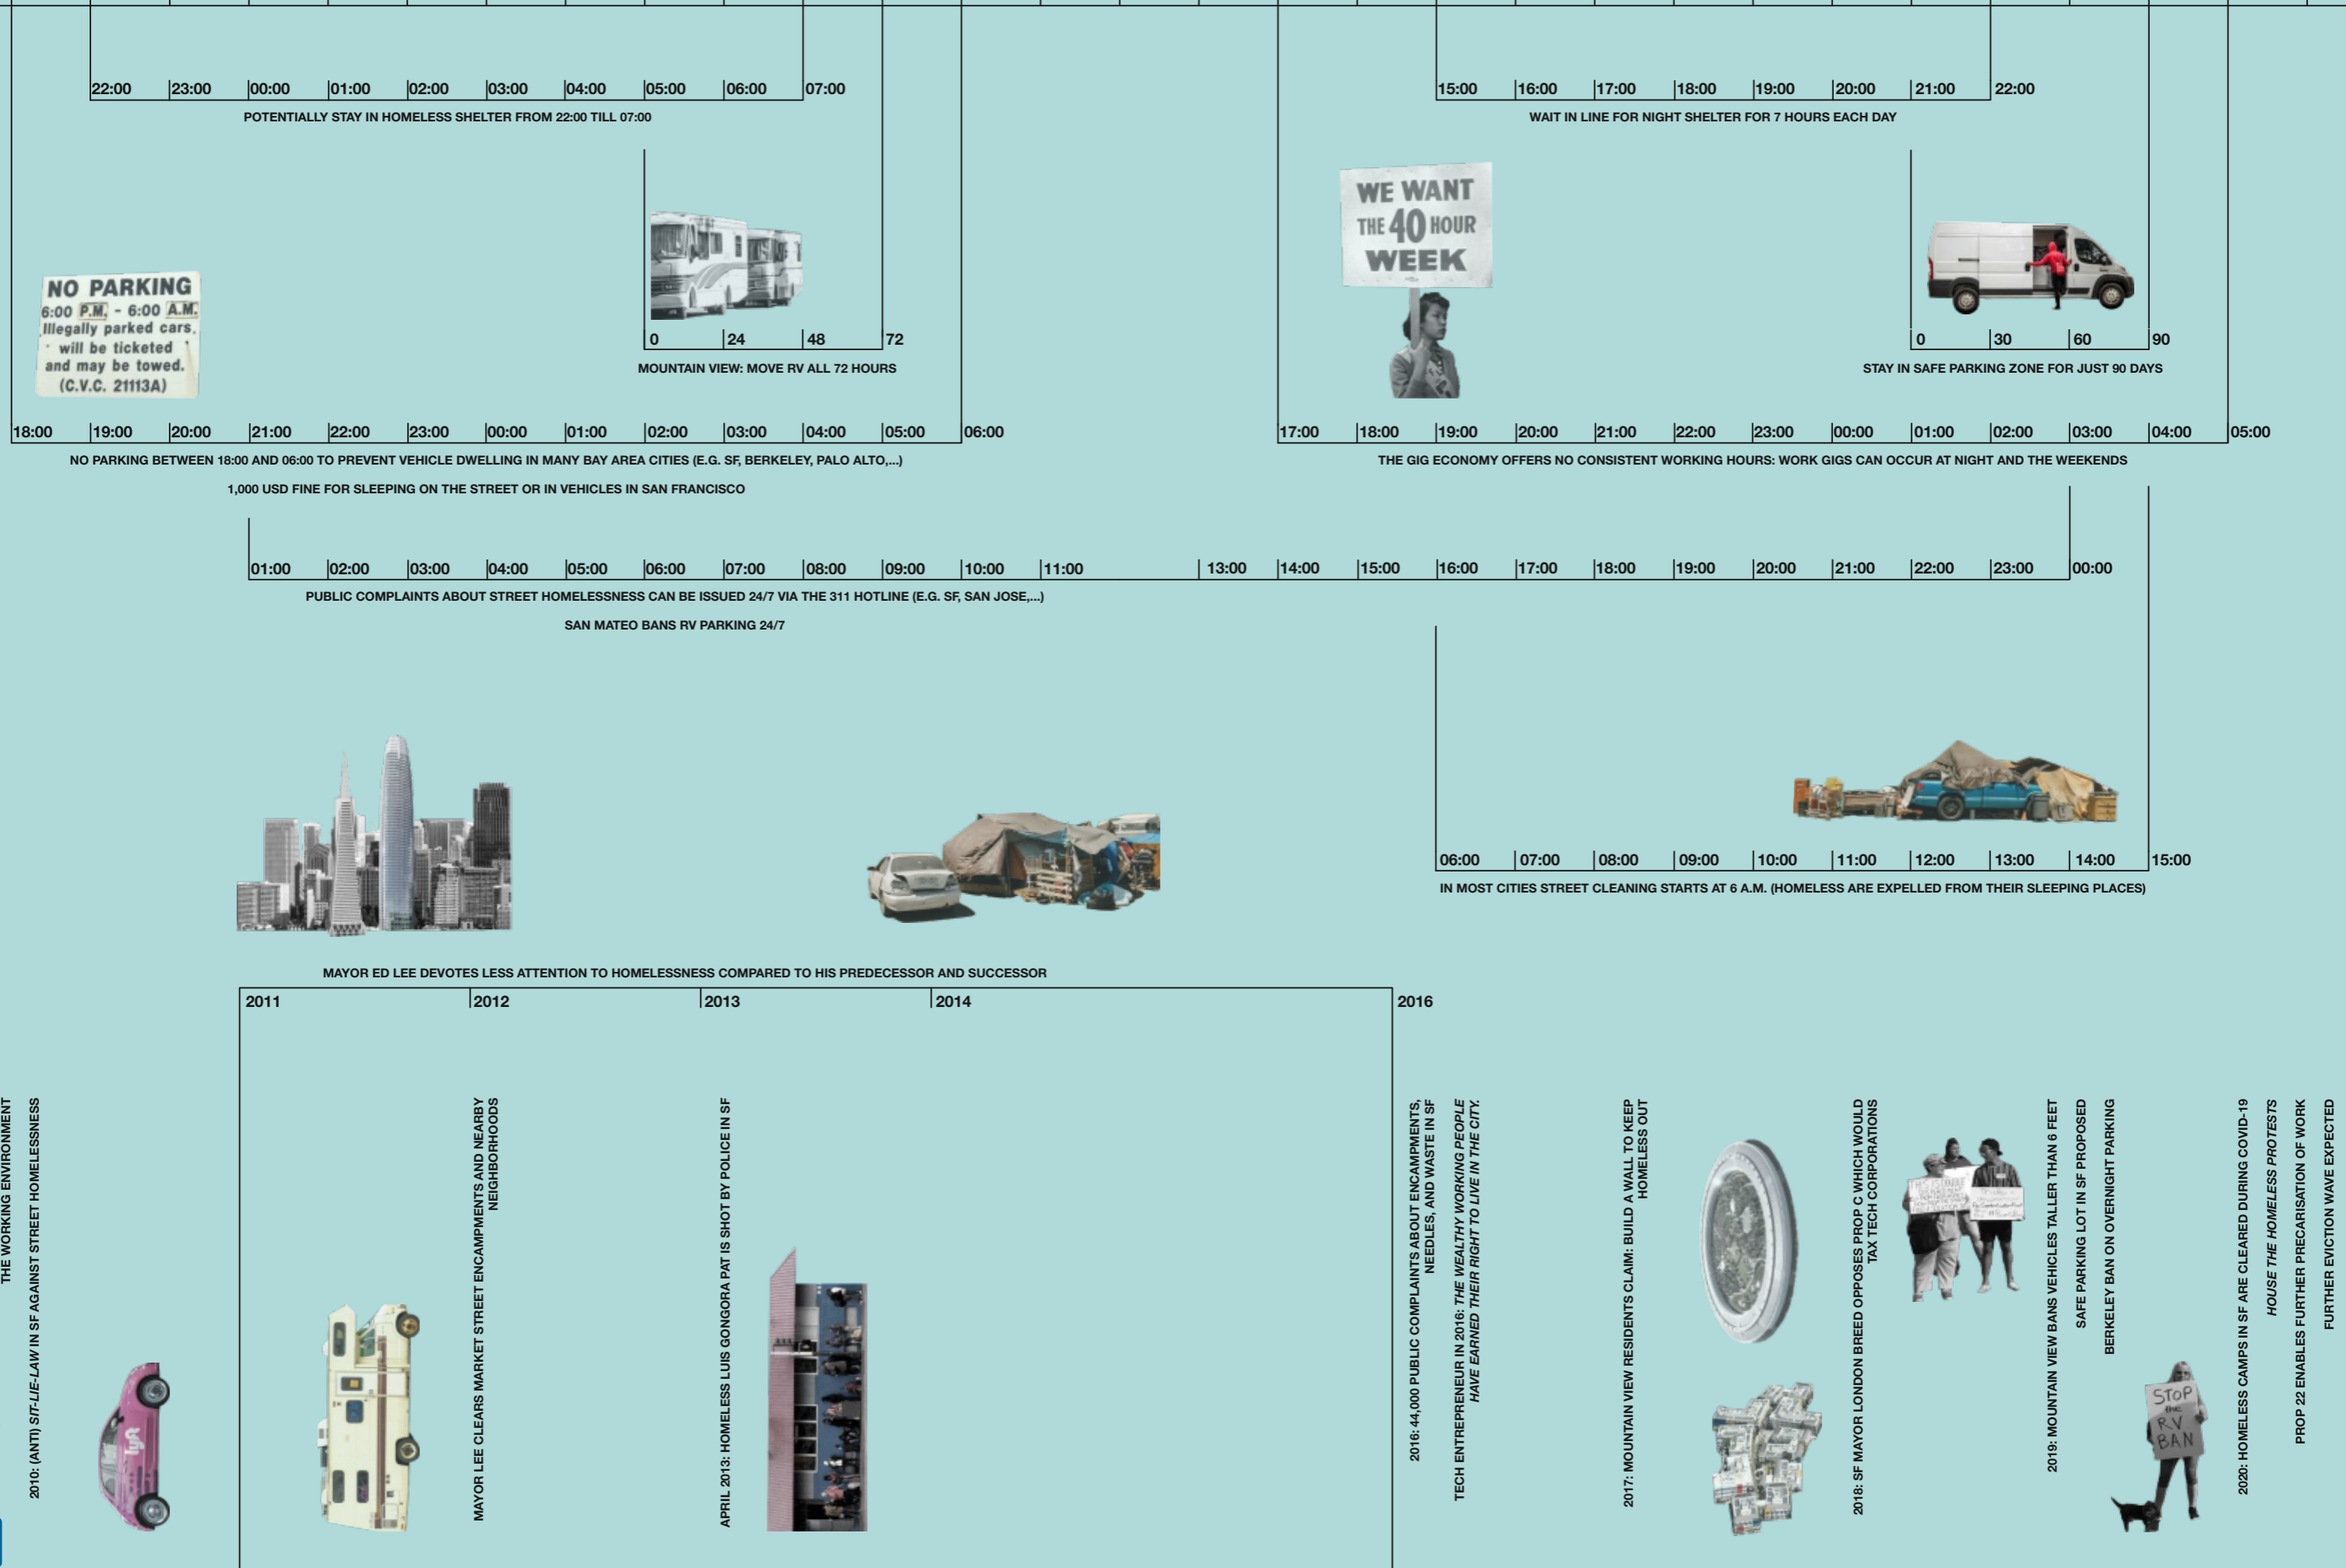 22:00 23:00 00:00 01:00 02:00 03:00 04:00 05:00 06:00 07:00
POTENTIALLY STAY IN HOMELESS SHELTER FROM 22:00 TILL 07:00
15:00 16:00 17:00 18:00 19:00 20:00 21:00 22:00
WAIT IN LINE FOR NIGHT SHELTER FOR 7 HOURS EACH DAY
NO PARKING
6:00 P.M. - 6:00 A.M.
Illegally parked cars
will be ticketed
and may be towed.
(C.V.C. 21113A)
0 24 48 72
MOUNTAIN VIEW: MOVE RV ALL 72 HOURS
WE WANT
THE 40 HOUR
WEEK
0 30 60 90
STAY IN SAFE PARKING ZONE FOR JUST 90 DAYS
18:00 19:00 20:00 21:00 22:00 23:00 00:00 01:00 02:00 03:00 04:00 05:00 06:00
NO PARKING BETWEEN 18:00 AND 06:00 TO PREVENT VEHICLE DWELLING IN MANY BAY AREA CITIES (E.G. SF, BERKELEY, PALO ALTO,...)
1,000 USD FINE FOR SLEEPING ON THE STREET OR IN VEHICLES IN SAN FRANCISCO
17:00 18:00 19:00 20:00 21:00 22:00 23:00 00:00 01:00 02:00 03:00 04:00 05:00
THE GIG ECONOMY OFFERS NO CONSISTENT WORKING HOURS: WORK GIGS CAN OCCUR AT NIGHT AND THE WEEKENDS
01:00 02:00 03:00 04:00 05:00 06:00 07:00 08:00 09:00 10:00 11:00 13:00 14:00 15:00 16:00 17:00 18:00 19:00 20:00 21:00 22:00 23:00 00:00
PUBLIC COMPLAINTS ABOUT STREET HOMELESSNESS CAN BE ISSUED 24/7 VIA THE 311 HOTLINE (E.G. SF, SAN JOSE,...)
SAN MATEO BANS RV PARKING 24/7
06:00 07:00 08:00 09:00 10:00 11:00 12:00 13:00 14:00 15:00
IN MOST CITIES STREET CLEANING STARTS AT 6 A.M. (HOMELESS ARE EXPELLED FROM THEIR SLEEPING PLACES)
MAYOR ED LEE DEVOTES LESS ATTENTION TO HOMELESSNESS COMPARED TO HIS PREDECESSOR AND SUCCESSOR
2011 2012 2013 2014 2016
THE WORKING ENVIRONMENT
2010: (ANTI) SIT-LIE-LAW IN SF AGAINST STREET HOMELESSNESS
lyft
MAYOR LEE CLEARS MARKET STREET ENCAMPMENTS AND NEARBY
NEIGHBORHOODS
APRIL 2013: HOMELESS LUIS GONGORA PAT IS SHOT BY POLICE IN SF
2016: 44,000 PUBLIC COMPLAINTS ABOUT ENCAMPMENTS,
NEEDLES, AND WASTE IN SF
TECH ENTREPRENEUR IN 2016: THE WEALTHY WORKING PEOPLE
HAVE EARNED THEIR RIGHT TO LIVE IN THE CITY.
2017: MOUNTAIN VIEW RESIDENTS CLAIM: BUILD A WALL TO KEEP
HOMELESS OUT
2018: SF MAYOR LONDON BREED OPPOSES PROP C WHICH WOULD
TAX TECH CORPORATIONS
2019: MOUNTAIN VIEW BANS VEHICLES TALLER THAN 6 FEET
SAFE PARKING LOT IN SF PROPOSED
BERKELEY BAN ON OVERNIGHT PARKING
STOP
the
RV
BAN
2020: HOMELESS CAMPS IN SF ARE CLEARED DURING COVID-19
HOUSE THE HOMELESS PROTESTS
PROP 22 ENABLES FURTHER PRECARISATION OF WORK
FURTHER EVICTION WAVE EXPECTED